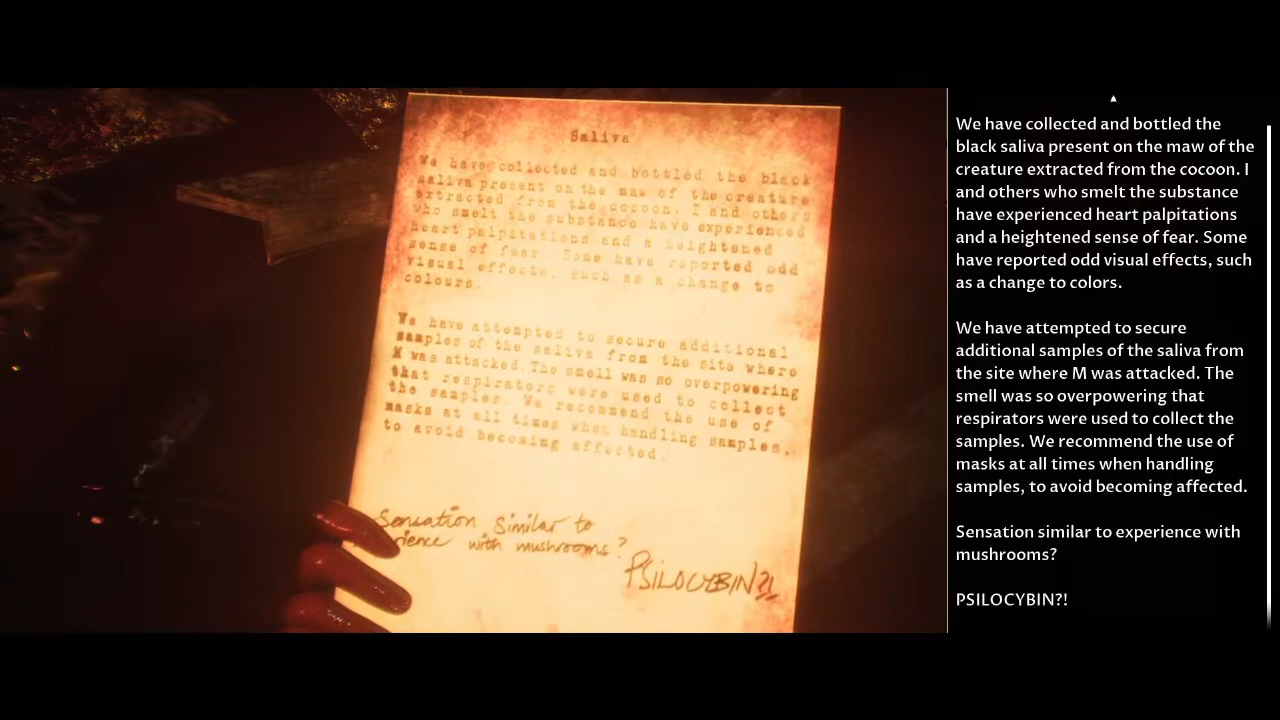 Saliva
We have collected and bottled the black
saliva present on the maw of the creature
extracted from the cocoon. I and others
who smelt the substance have experienced
heart palpitations and a heightened
sense of fear. Some have reported odd
visual effects, such as a change to
colours.
We have attempted to secure additional
samples of the saliva from the site where
M was attacked. The smell was so overpowering
that respirators were used to collect
the samples. We recommend the use of
masks at all times when handling samples,
to avoid becoming affected.
Sensation Similar to
rience with mushrooms?
PSILOCYBIN?!
We have collected and bottled the
black saliva present on the maw of the
creature extracted from the cocoon. I
and others who smelt the substance
have experienced heart palpitations
and a heightened sense of fear. Some
have reported odd visual effects, such
as a change to colors.
We have attempted to secure
additional samples of the saliva from
the site where M was attacked. The
smell was so overpowering that
respirators were used to collect the
samples. We recommend the use of
masks at all times when handling
samples, to avoid becoming affected.
Sensation similar to experience with
mushrooms?
PSILOCYBIN?!